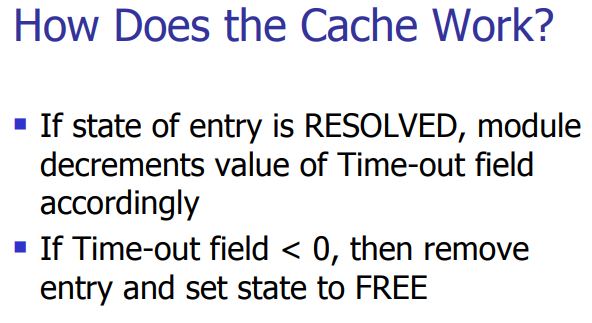 How Does the Cache Work?
If state of entry is RESOLVED, module
decrements value of Time-out field
accordingly
If Time-out field < 0, then remove
entry and set state to FREE